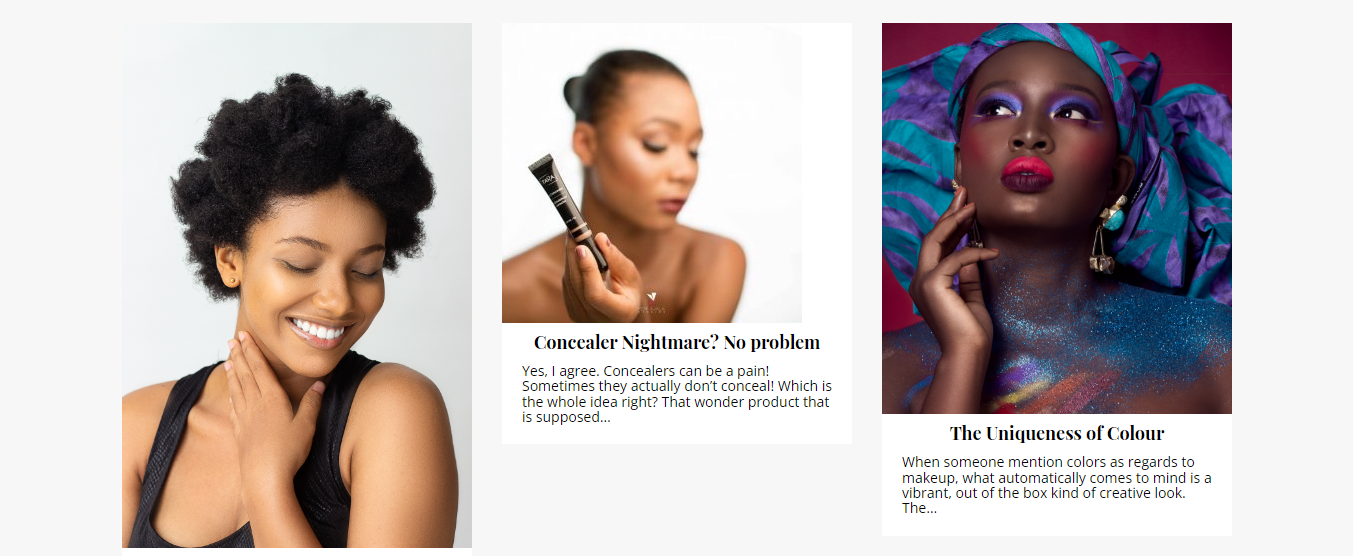 Concealer Nightmare? No problem
Yes, I agree. Concealers can be a pain!
Sometimes they actually don't conceal! Which is
the whole idea right? That wonder product that
is supposed...
The Uniqueness of Colour
When someone mention colors as regards to
makeup, what automatically comes to mind is a
vibrant, out of the box kind of creative look.
The...